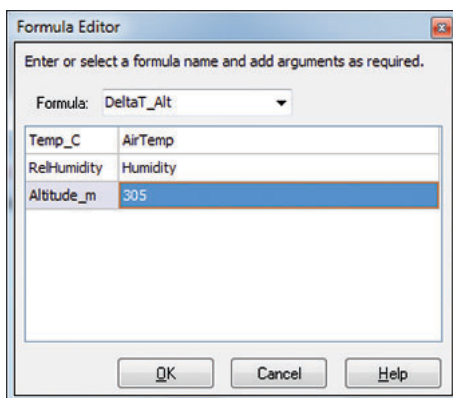 Formula Editor
Enter or select a formula name and add arguments as required.
Formula: DeltaT_Alt
Temp_C AirTemp
RelHumidity Humidity
Altitude_m 305
OK Cancel Help